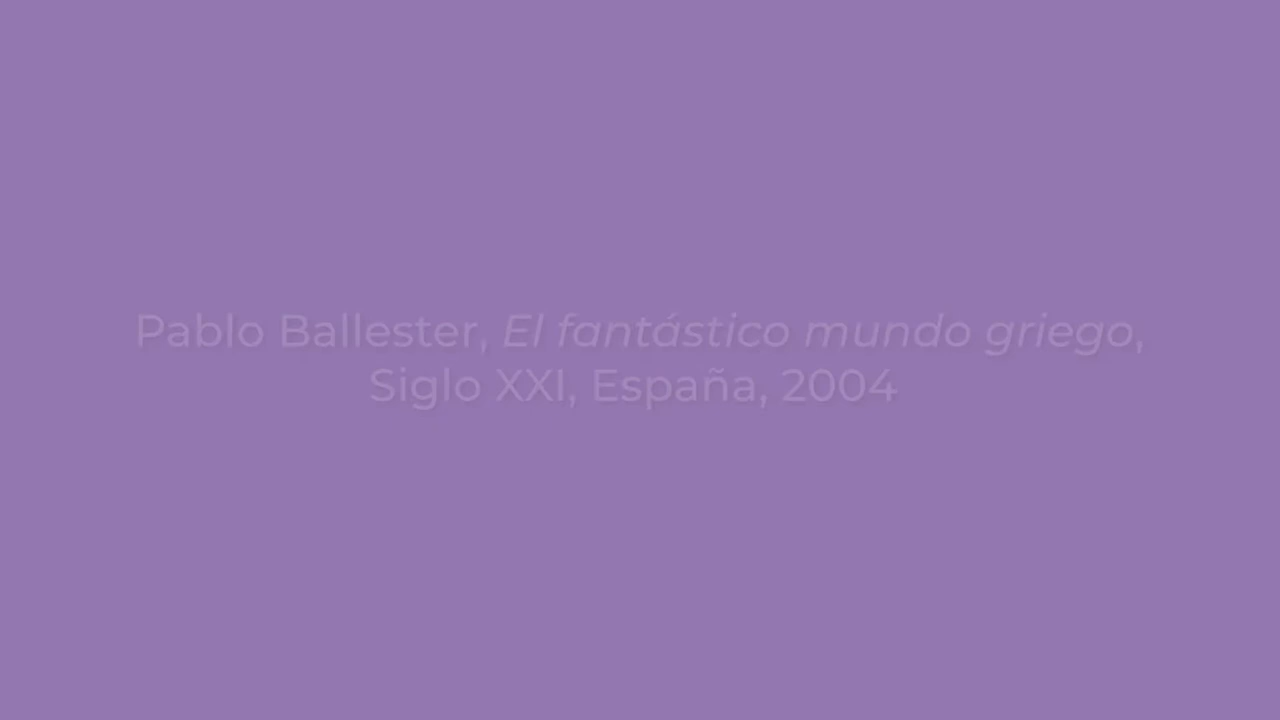 Pablo Ballester, El fantástico mundo griego,
Siglo XXI, España, 2004